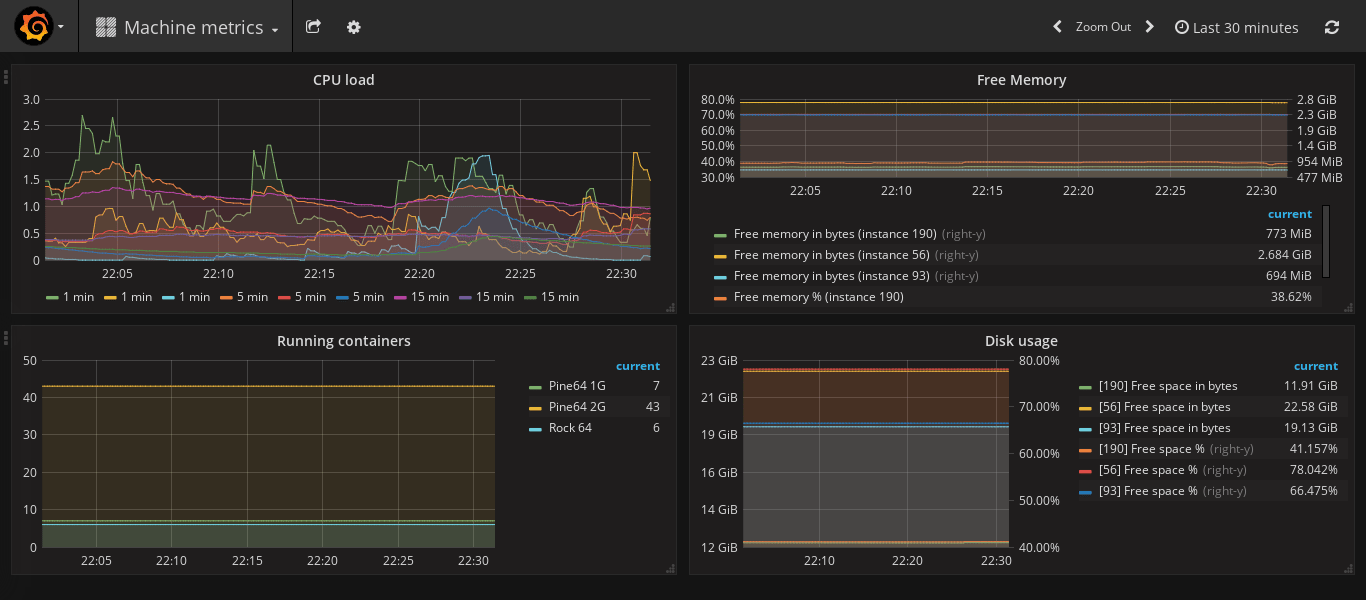 Machine metrics
Zoom Out
Last 30 minutes
CPU load
3.0
2.5
2.0
1.5
1.0
0.5
0
22:05 22:10 22:15 22:20 22:25 22:30
1 min 1 min 1 min 5 min 5 min 5 min 15 min 15 min 15 min
Free Memory
80.0% 2.8 GiB
70.0% 2.3 GiB
60.0% 1.9 GiB
50.0% 1.4 GiB
40.0% 954 MiB
30.0% 477 MiB
22:05 22:10 22:15 22:20 22:25 22:30
current
Free memory in bytes (instance 190) (right-y) 773 MiB
Free memory in bytes (instance 56) (right-y) 2.684 GiB
Free memory in bytes (instance 93) (right-y) 694 MiB
Free memory % (instance 190) 38.62%
Running containers
50
40
30
20
10
0
22:05 22:10 22:15 22:20 22:25 22:30
current
Pine64 1G 7
Pine64 2G 43
Rock 64 6
Disk usage
23 GiB
21 GiB
19 GiB
16 GiB
14 GiB
12 GiB
80.00%
70.00%
60.00%
50.00%
40.00%
22:10 22:20 22:30
current
[190] Free space in bytes 11.91 GiB
[56] Free space in bytes 22.58 GiB
[93] Free space in bytes 19.13 GiB
[190] Free space % (right-y) 41.157%
[56] Free space % (right-y) 78.042%
[93] Free space % (right-y) 66.475%